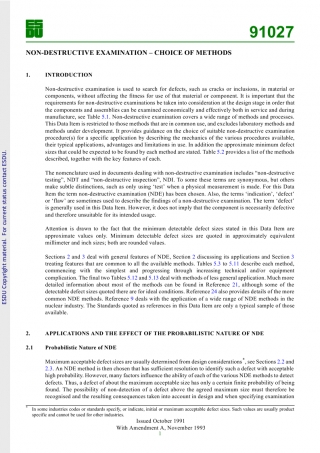 91027
NON-DESTRUCTIVE EXAMINATION – CHOICE OF METHODS
1. INTRODUCTION
Non-destructive examination is used to search for defects, such as cracks or inclusions, in material or
components, without affecting the fitness for use of that material or component. It is important that the
requirements for non-destructive examinations be taken into consideration at the design stage in order that
the components and assemblies can be examined economically and effectively both in service and during
manufacture, see Table 5.1. Non-destructive examination covers a wide range of methods and processes.
This Data Item is restricted to those methods that are in common use, and excludes laboratory methods and
methods under development. It provides guidance on the choice of suitable non-destructive examination
procedure(s) for a specific application by describing the mechanics of the various procedures available,
their typical applications, advantages and limitations in use. In addition the approximate minimum defect
sizes that could be expected to be found by each method are stated. Table 5.2 provides a list of the methods
described, together with the key features of each.
The nomenclature used in documents dealing with non-destructive examination includes "non-destructive
testing", NDT and "non-destructive inspection", NDI. To some these terms are synonymous, but others
make subtle distinctions, such as only using 'test' when a physical measurement is made. For this Data
Item the term non-destructive examination (NDE) has been chosen. Also, the terms 'indication', 'defect'
or 'flaw' are sometimes used to describe the findings of a non-destructive examination. The term 'defect'
is generally used in this Data Item. However, it does not imply that the component is necessarily defective
and therefore unsuitable for its intended usage.
Attention is drawn to the fact that the minimum detectable defect sizes stated in this Data Item are
approximate values only. Minimum detectable defect sizes are quoted in approximately equivalent
millimetre and inch sizes; both are rounded values.
Sections 2 and 3 deal with general features of NDE, Section 2 discussing its applications and Section 3
treating features that are common to all the available methods. Tables 5.3 to 5.11 describe each method,
commencing with the simplest and progressing through increasing technical and/or equipment
complication. The final two Tables 5.12 and 5.13 deal with methods of less general application. Much more
detailed information about most of the methods can be found in Reference 21, although some of the
detectable defect sizes quoted there are for ideal conditions. Reference 24 also provides details of the more
common NDE methods. Reference 9 deals with the application of a wide range of NDE methods in the
nuclear industry. The Standards quoted as references in this Data Item are only a typical sample of those
available.
2. APPLICATIONS AND THE EFFECT OF THE PROBABILISTIC NATURE OF NDE
2.1 Probabilistic Nature of NDE
Maximum acceptable defect sizes are usually determined from design considerations*, see Sections 2.2 and
2.3. An NDE method is then chosen that has sufficient resolution to identify such a defect with acceptable
high probability. However, many factors influence the ability of each of the various NDE methods to detect
defects. Thus, a defect of about the maximum acceptable size has only a certain finite probability of being
found. The possibility of non-detection of a defect above the agreed maximum size must therefore be
recognised and the resulting consequences taken into account in design and when specifying examination
* In some industries codes or standards specify, or indicate, initial or maximum acceptable defect sizes. Such values are usually product
specific and cannot be used for other industries.
Issued October 1991
With Amendment A, November 1993
1
ESDU Copyright material. For current status contact ESDU.